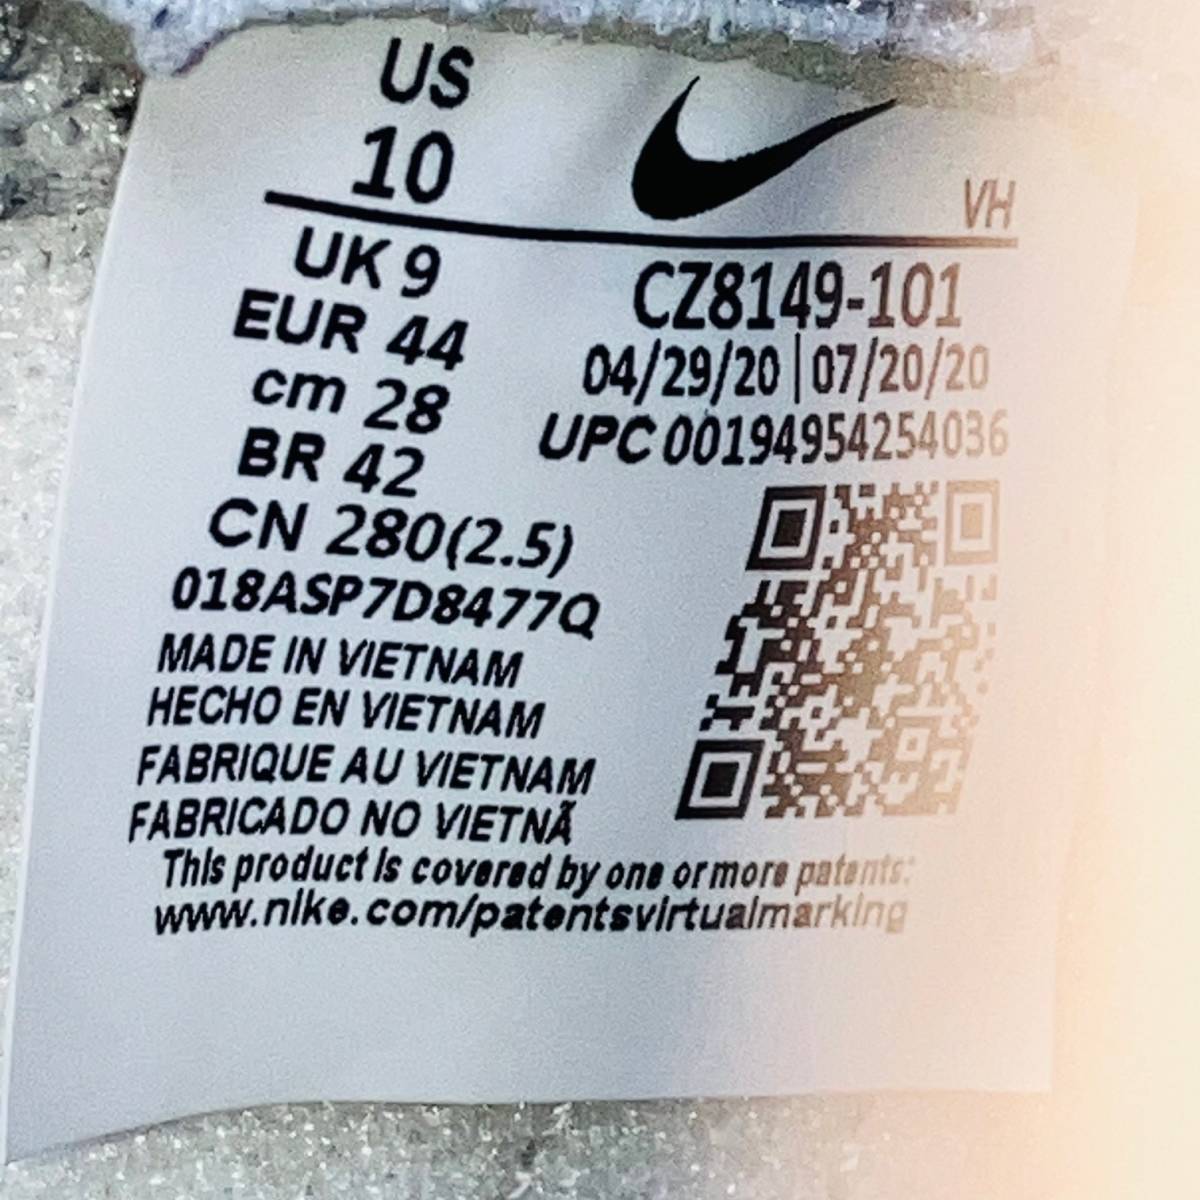 US
10
VH
UK 9
EUR 44
cm 28
BR 42
CN 280(2.5)
018ASP7D8477Q
CZ8149-101
04/29/20 | 07/20/20
UPC 00194954254036
MADE IN VIETNAM
HECHO EN VIETNAM
FABRIQUE AU VIETNAM
FABRICADO NO VIETNÃ
This product is covered by one or more patents:
www.nike.com/patentsvirtualmarking